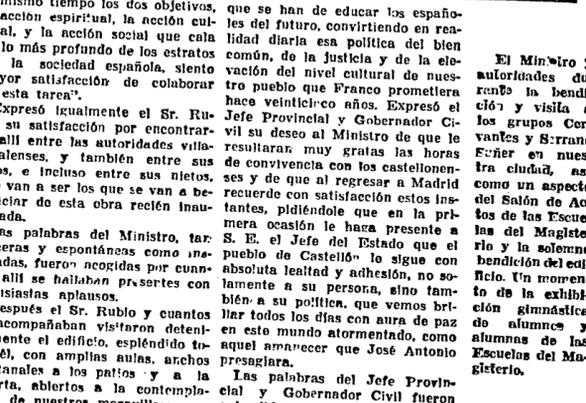 mismo tiempo los dos objetivos,
acción espiritual, la acción cul-
al, y la acción social que cala
lo más profundo de los estratos
la sociedad española, siento
yor satisfacción de colaborar
esta tarea".
Expresó igualmente el Sr. Ru-
su satisfacción por encontrar-
allí entre las autoridades villa-
alenses, y también entre sus
os, e incluso entre sus nietos,
van a ser los que se van a be-
iciar de esta obra recién inau-
ada.
as palabras del Ministro, tan
eras y espontáneas como ins-
adas, fueron acogidas por cuan-
allí se hallaban presentes con
usiastas aplausos.
espués el Sr. Rubio y cuantos
acompañaban visitaron deteni-
ente el edificio, espléndido to-
él, con amplias aulas, anchos
tanales a los patios y a la
rta, abiertos a la contempla-
de nuestros
que se han de educar los españo-
les del futuro, convirtiendo en rea-
lidad diaria esa política del bien
común, de la justicia y de la ele-
vación del nivel cultural de nues-
tro pueblo que Franco prometiera
hace veinticinco años. Expresó el
Jefe Provincial y Gobernador Ci-
vil su deseo al Ministro de que le
resultaran muy gratas las horas
de convivencia con los castellonen-
ses y de que al regresar a Madrid
recuerde con satisfacción estos ins-
tantes, pidiéndole que en la pri-
mera ocasión le haga presente a
S. E. el Jefe del Estado que el
pueblo de Castellón lo sigue con
absoluta lealtad y adhesión, no so-
lamente a su persona, sino tam-
bién a su política, que vemos bri-
llar todos los días con aura de paz
en este mundo atormentado, como
aquel amanecer que José Antonio
presagiara.
Las palabras del Jefe Provin-
cial y Gobernador Civil fueron
El Ministro y
autoridades du-
rante la bendi-
ción y visita a
los grupos Cer-
vantes y Serrano
Suñer en nues-
tra ciudad, as
como un aspecto
del Salón de Ac-
tos de las Escue-
las del Magiste-
rio y la solemne
bendición del edi-
ficio. Un momen-
to de la exhibi-
ción gimnástica
de alumnos y
alumnas de las
Escuelas del Ma-
gisterio.